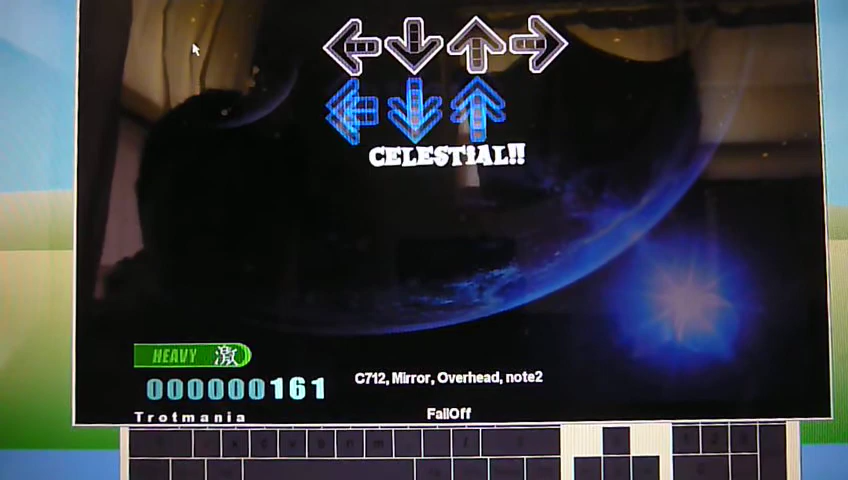 CELESTIAL!!
HEAVY 激
000000161
C712, Mirror, Overhead, note2
Trotmania
FallOff